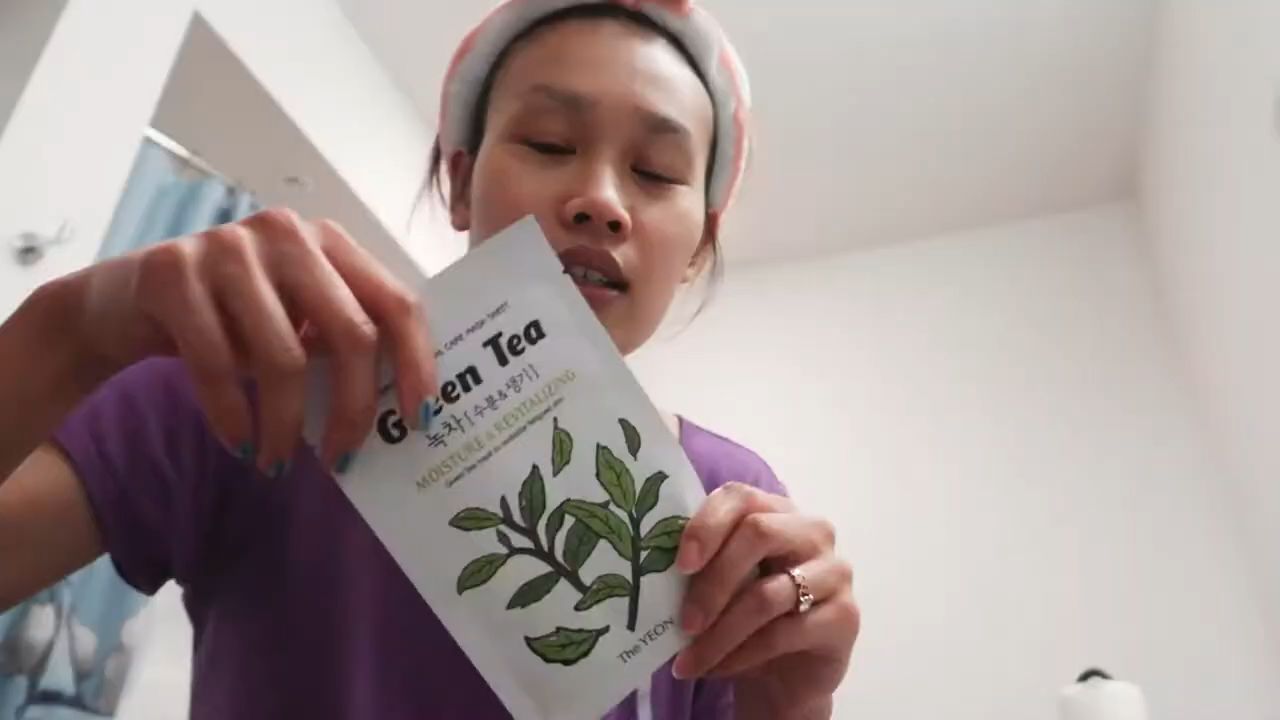 CARE MASK SHEET
Green Tea
녹차 [수분&생기]
MOISTURE & REVITALIZING
The YEON